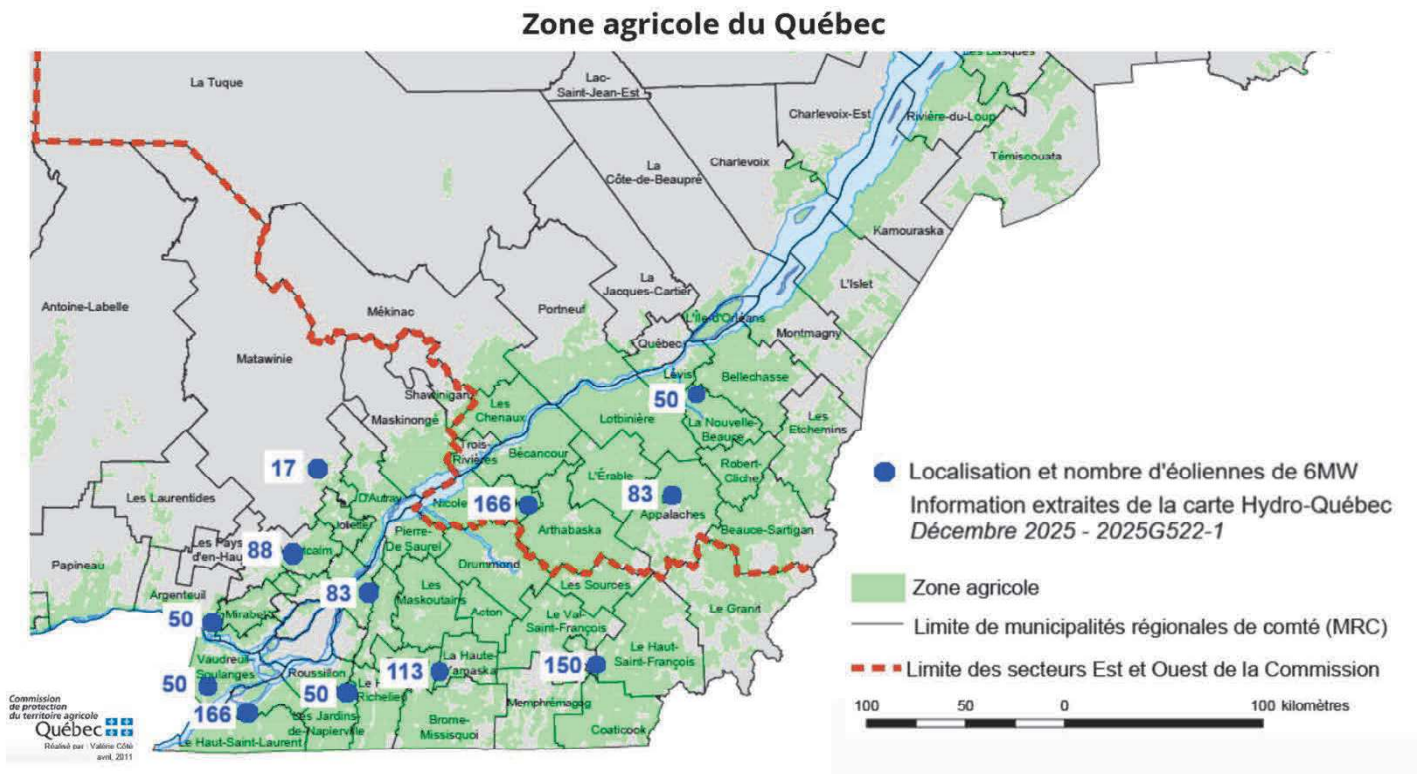 Zone agricole du Québec
La Tuque
Lac-
Saint-Jean-Est
Les Basques
Charlevoix-Est
Rivière-du-Loup
Témiscouata
Charlevoix
La
Côte-de-Beaupré
Kamouraska
L'Islet
La
Jacques-Cartier
Antoine-Labelle
Mékinac
Portneuf
L'Île-d'Orléans
Montmagny
Québec
Matawinie
Shawinigan
Lévis
Bellechasse
50
Les
Chenaux
Maskinongé
Lotbinière
La Nouvelle-
Beauce
Les
Etchemins
Trois-
Rivières
Bécancour
17
L'Érable
Robert-
Cliche
Les Laurentides
D'Autray
Joliette
Nicole
166
83
Appalaches
Arthabaska
Beauce-Sartigan
Pierre-
De Saurel
Les Pays
d'en-Hau
88
tcalm
Papineau
Drummond
Argenteuil
Mirabel
83
Les
Maskoutains
Les Sources
Acton
Le Granit
50
Le Val-
Saint-François
Vaudreuil
Soulanges
Roussillon
La Haute-
Yamaska
Le Haut-
Saint-François
113
150
50
50
Le H
Richelieu
166
Memphrémagog
Les Jardins-
de-Napierville
Brome-
Missisquoi
Coaticook
Le Haut-Saint-Laurent
Localisation et nombre d'éoliennes de 6MW
Information extraites de la carte Hydro-Québec
Décembre 2025 - 2025G522-1
Zone agricole
Limite de municipalités régionales de comté (MRC)
Limite des secteurs Est et Ouest de la Commission
100 50 0 100 kilomètres
Commission
de protection
du territoire agricole
Québec
Réalisé par : Valérie Côté
avril, 2011